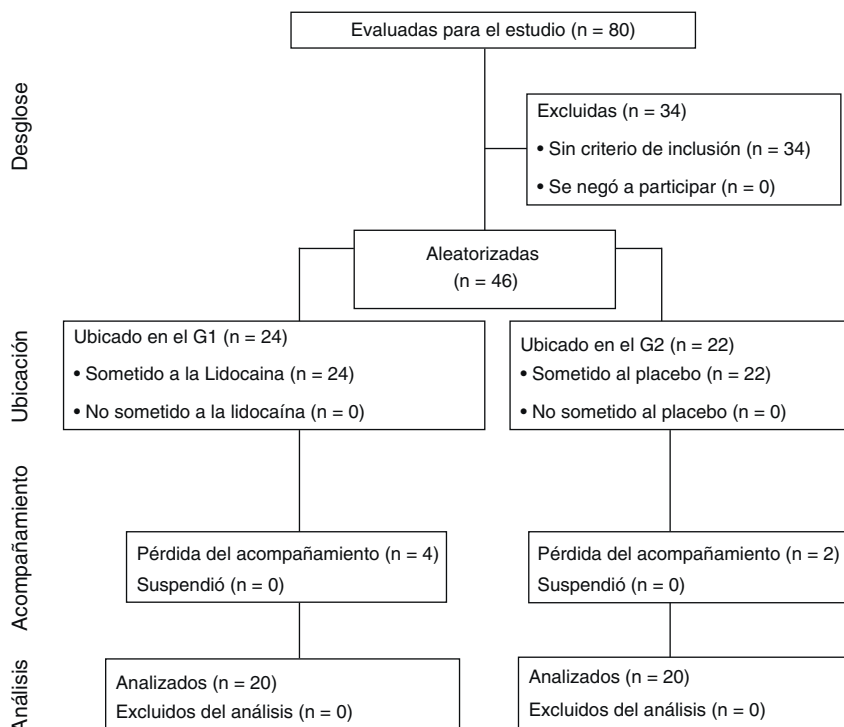 Evaluadas para el estudio (n = 80)
Desglose
Excluidas (n = 34)
• Sin criterio de inclusión (n = 34)
• Se negó a participar (n = 0)
Aleatorizadas
(n = 46)
Ubicación
Ubicado en el G1 (n = 24)
• Sometido a la Lidocaina (n = 24)
• No sometido a la lidocaína (n = 0)
Ubicado en el G2 (n = 22)
• Sometido al placebo (n = 22)
• No sometido al placebo (n = 0)
Acompañamiento
Pérdida del acompañamiento (n = 4)
Suspendió (n = 0)
Pérdida del acompañamiento (n = 2)
Suspendió (n = 0)
Análisis
Analizados (n = 20)
Excluidos del análisis (n = 0)
Analizados (n = 20)
Excluidos del análisis (n = 0)